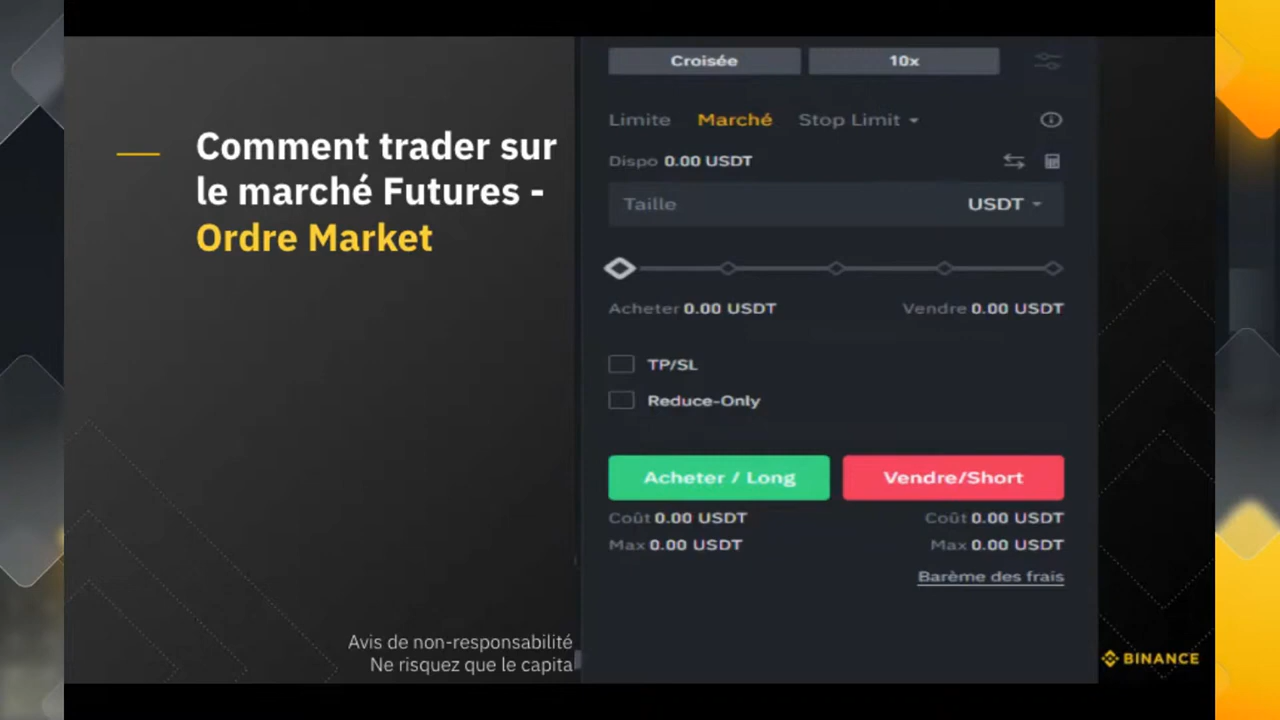 Comment trader sur
le marché Futures -
Ordre Market
Croisée 10x
Limite Marché Stop Limit
Dispo 0.00 USDT
Taille USDT
Acheter 0.00 USDT Vendre 0.00 USDT
TP/SL
Reduce-Only
Acheter / Long Vendre/Short
Coût 0.00 USDT Coût 0.00 USDT
Max 0.00 USDT Max 0.00 USDT
Barème des frais
Avis de non-responsabilité
Ne risquez que le capita
BINANCE